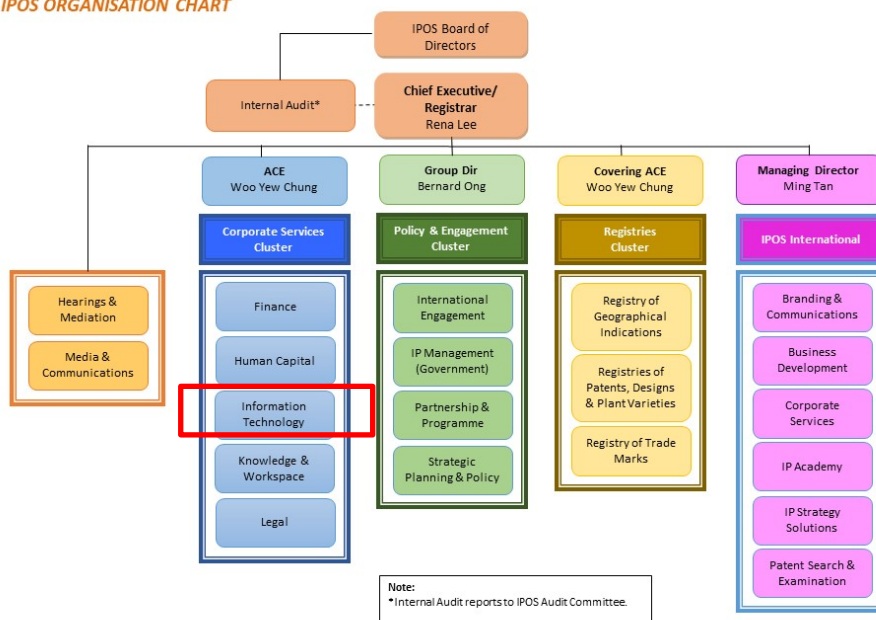 IPOS ORGANISATION CHART
IPOS Board of
Directors
Internal Audit*
Chief Executive/
Registrar
Rena Lee
ACE
Woo Yew Chung
Group Dir
Bernard Ong
Covering ACE
Woo Yew Chung
Managing Director
Ming Tan
Corporate Services
Cluster
Policy & Engagement
Cluster
Registries
Cluster
IPOS International
Hearings &
Mediation
Media &
Communications
Finance
Human Capital
Information
Technology
Knowledge &
Workspace
Legal
International
Engagement
IP Management
(Government)
Partnership &
Programme
Strategic
Planning & Policy
Registry of
Geographical
Indications
Registries of
Patents, Designs
& Plant Varieties
Registry of Trade
Marks
Branding &
Communications
Business
Development
Corporate
Services
IP Academy
IP Strategy
Solutions
Patent Search &
Examination
Note:
*Internal Audit reports to IPOS Audit Committee.